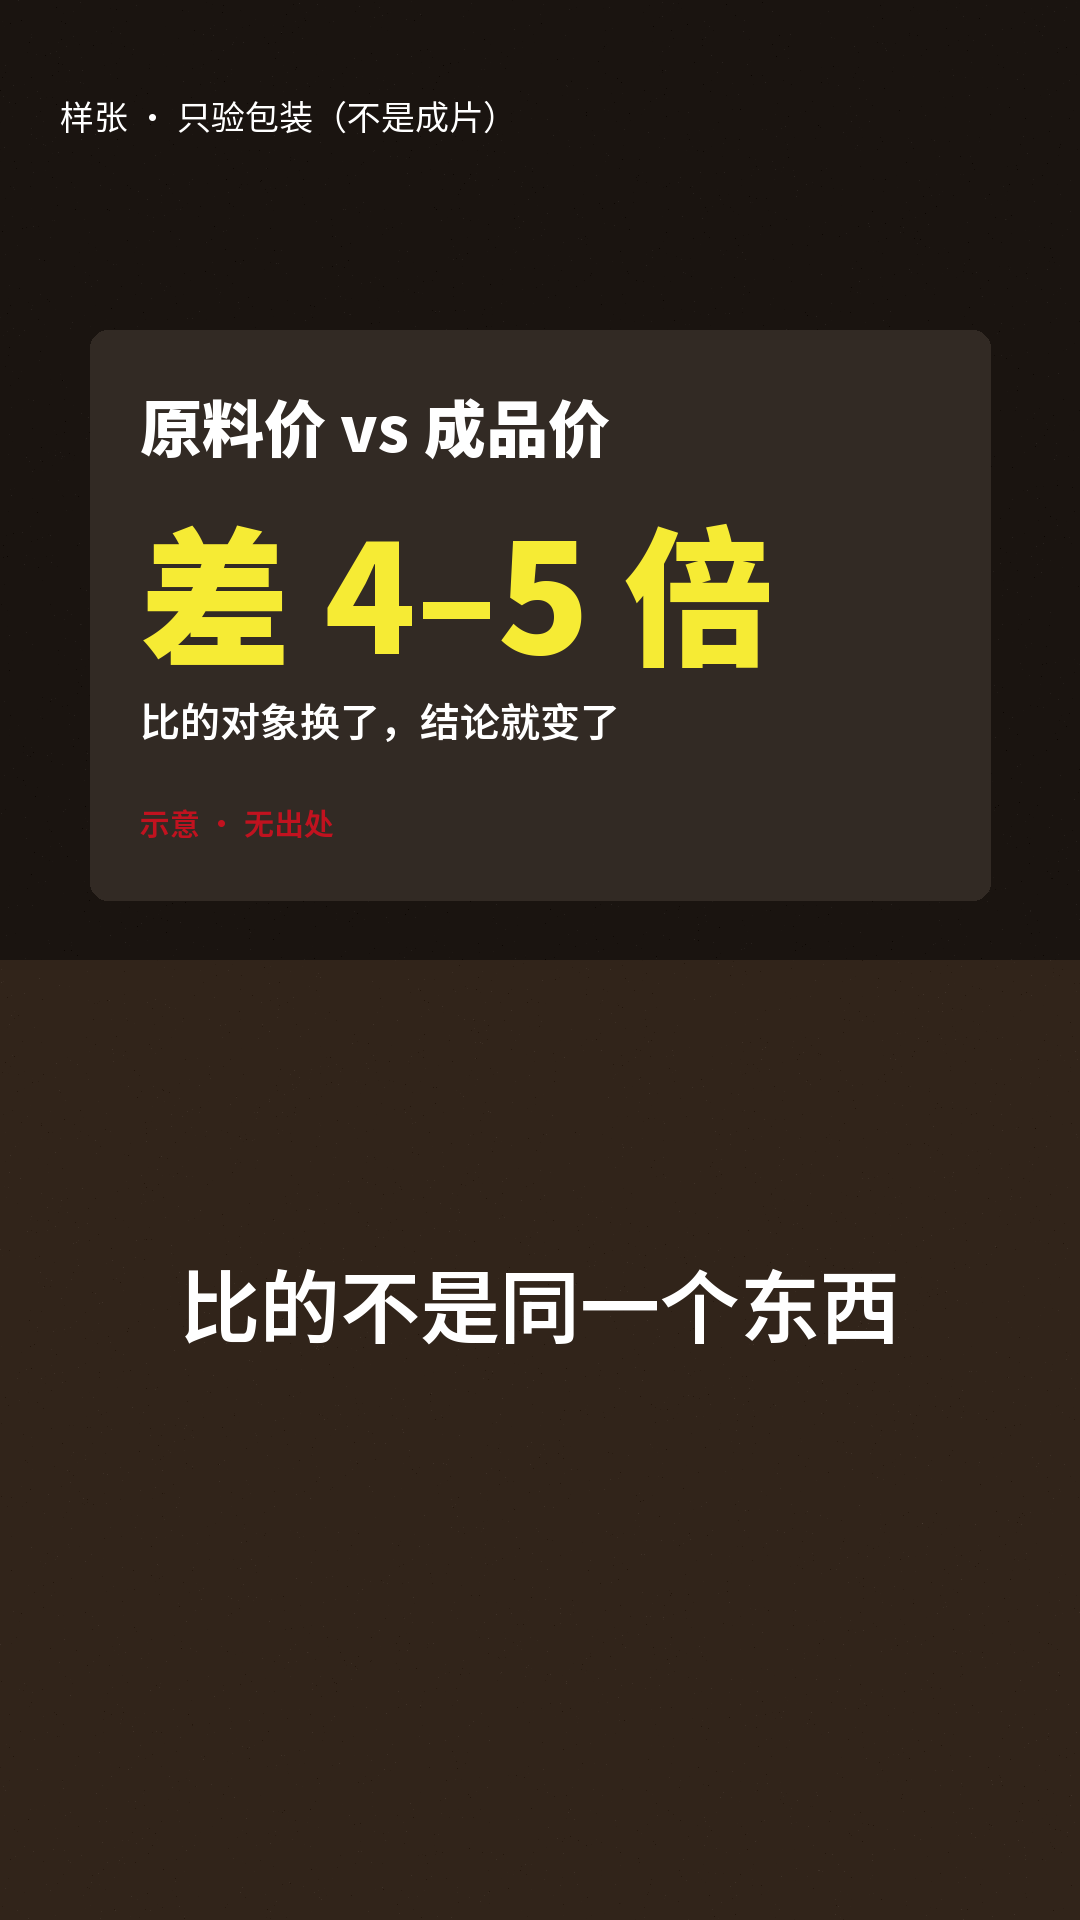 样张 · 只验包装（不是成片）
原料价 vs 成品价
差 4–5 倍
比的对象换了，结论就变了
示意 · 无出处
比的不是同一个东西